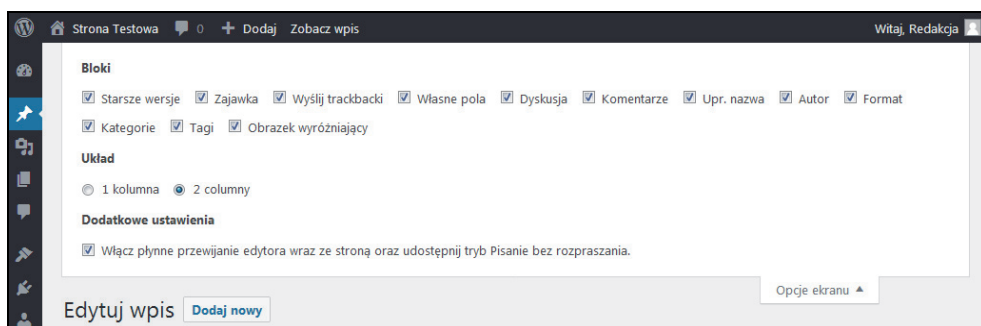 Strona Testowa 0 + Dodaj Zobacz wpis Witaj, Redakcja
Bloki
Starsze wersje Zajawka Wyślij trackbacki Własne pola Dyskusja Komentarze Upr. nazwa Autor Format
Kategorie Tagi Obrazek wyróżniający
Układ
1 kolumna 2 columny
Dodatkowe ustawienia
Włącz płynne przewijanie edytora wraz ze stroną oraz udostępnij tryb Pisanie bez rozpraszania.
Opcje ekranu
Edytuj wpis Dodaj nowy